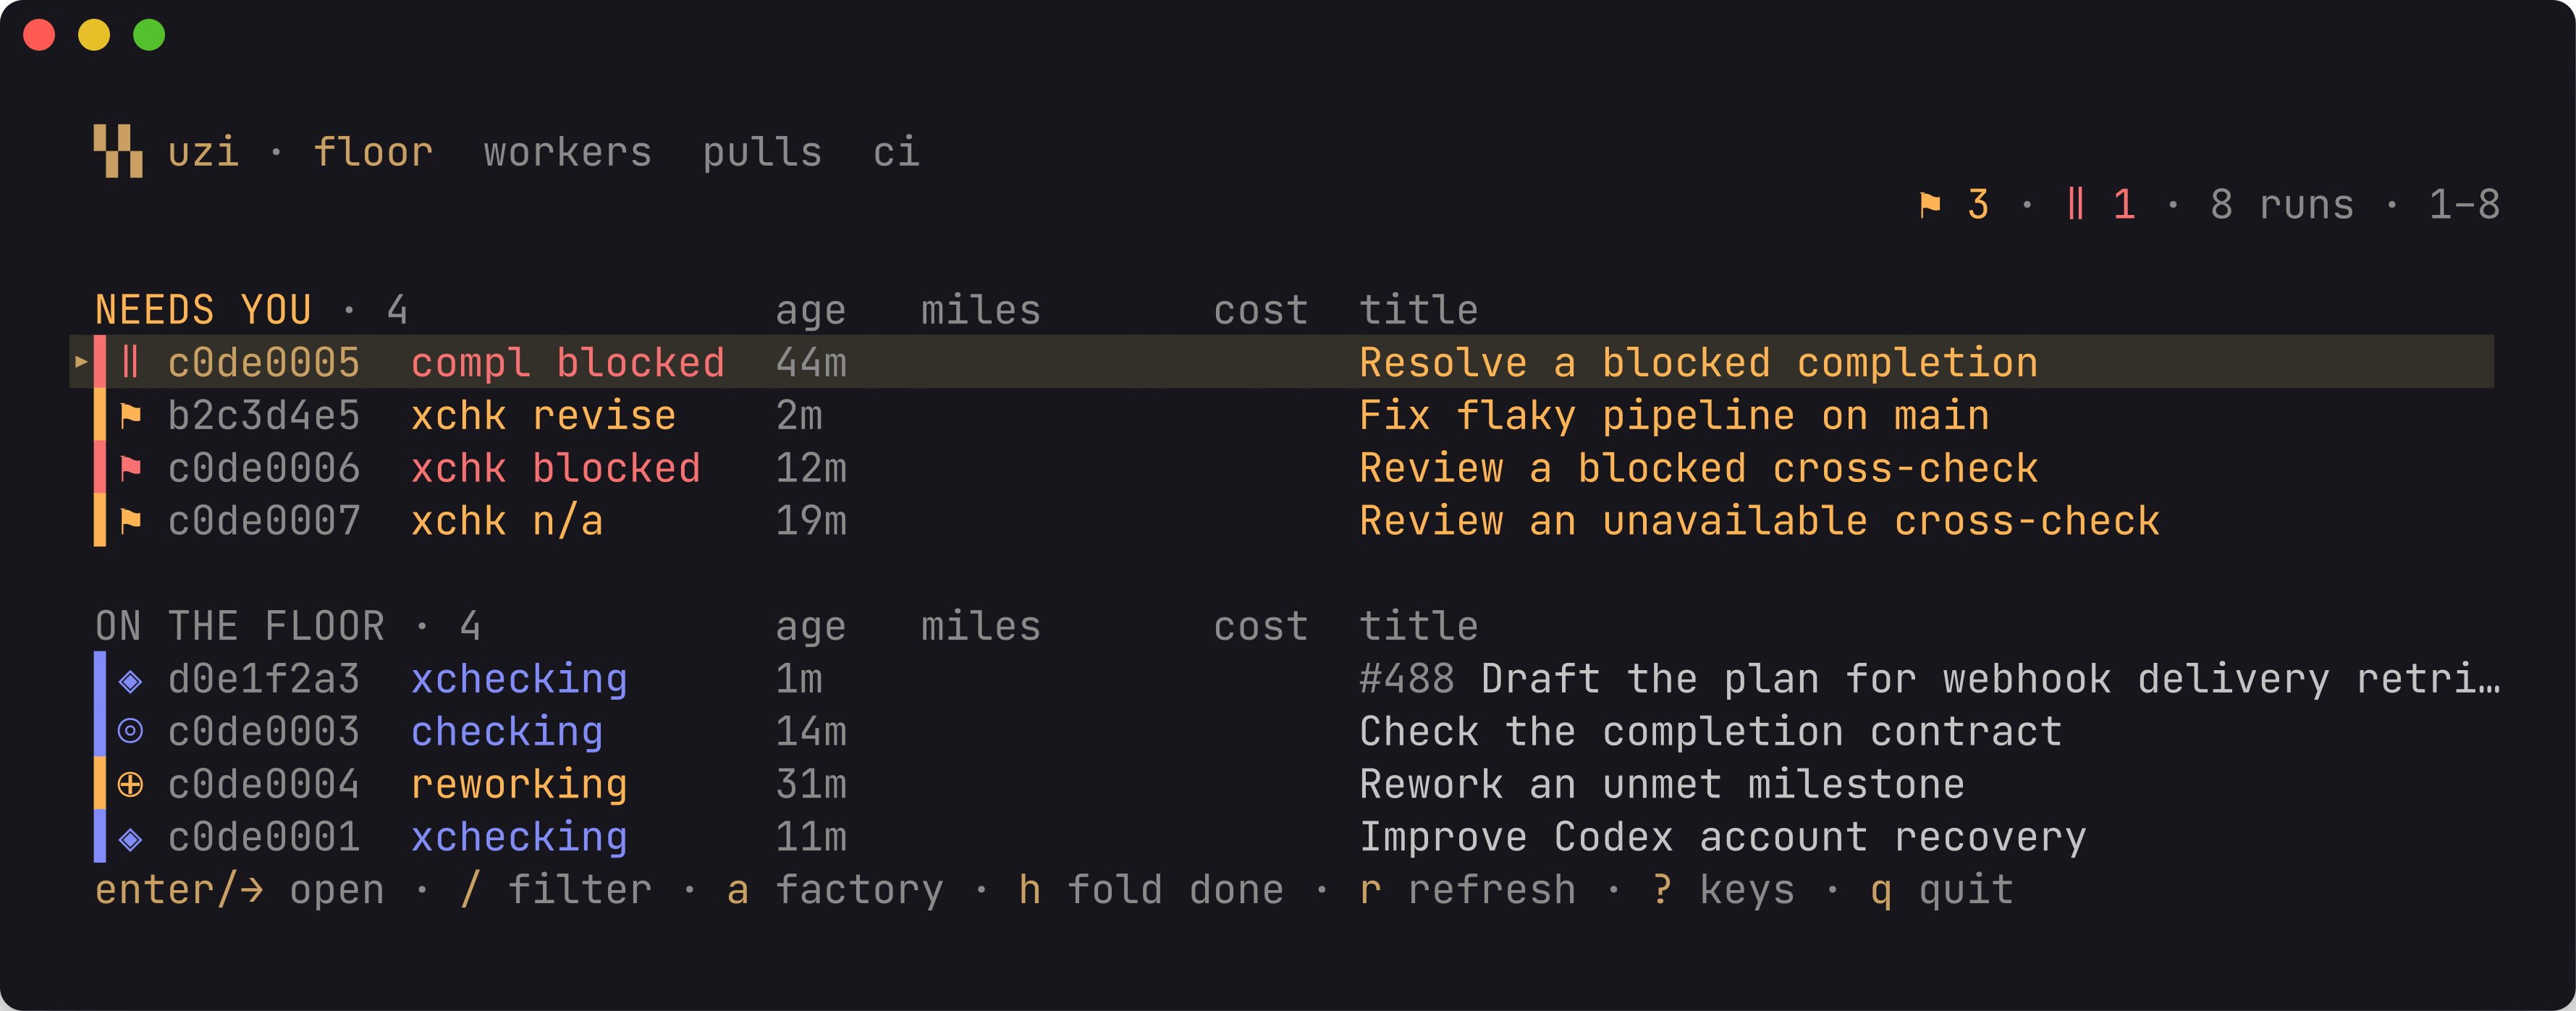 uzi · floor workers pulls ci
⚑ 3 · ‖ 1 · 8 runs · 1–8
NEEDS YOU · 4 age miles cost title
▸ ‖ c0de0005 compl blocked 44m Resolve a blocked completion
⚑ b2c3d4e5 xchk revise 2m Fix flaky pipeline on main
⚑ c0de0006 xchk blocked 12m Review a blocked cross-check
⚑ c0de0007 xchk n/a 19m Review an unavailable cross-check
ON THE FLOOR · 4 age miles cost title
◈ d0e1f2a3 xchecking 1m #488 Draft the plan for webhook delivery retri…
◎ c0de0003 checking 14m Check the completion contract
⊕ c0de0004 reworking 31m Rework an unmet milestone
◈ c0de0001 xchecking 11m Improve Codex account recovery
enter/→ open · / filter · a factory · h fold done · r refresh · ? keys · q quit